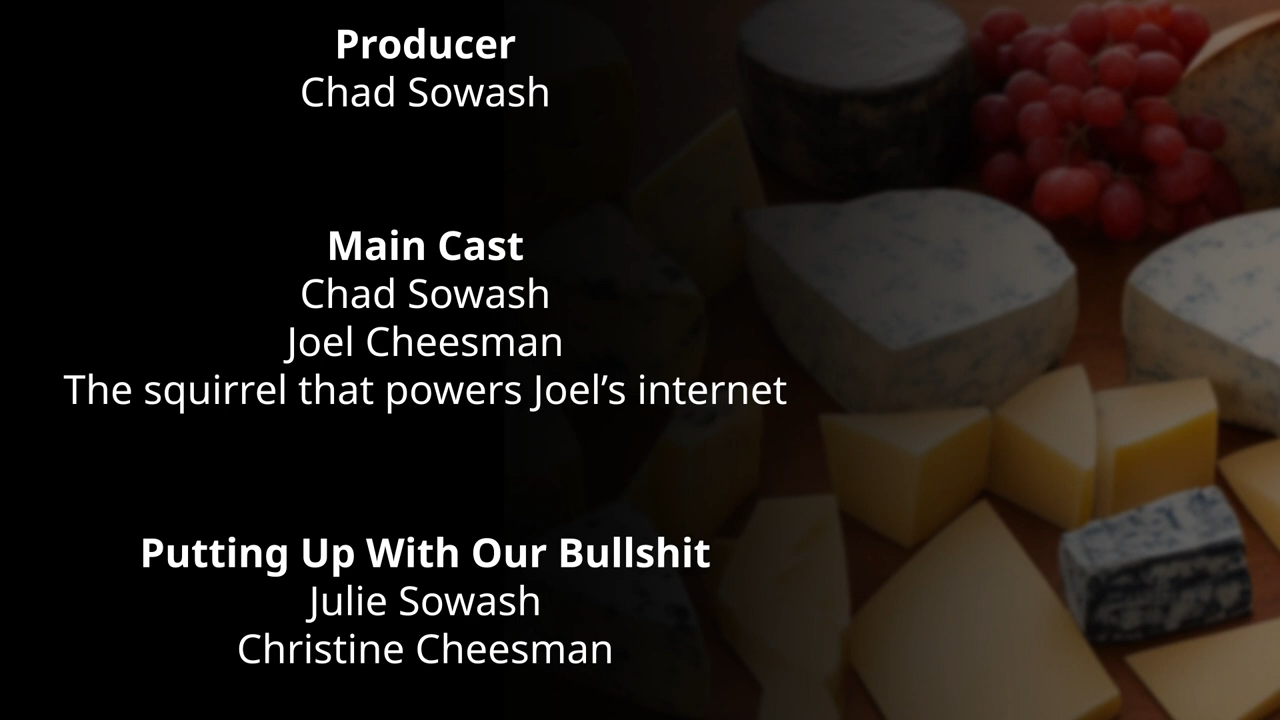 Producer
Chad Sowash
Main Cast
Chad Sowash
Joel Cheesman
The squirrel that powers Joel’s internet
Putting Up With Our Bullshit
Julie Sowash
Christine Cheesman